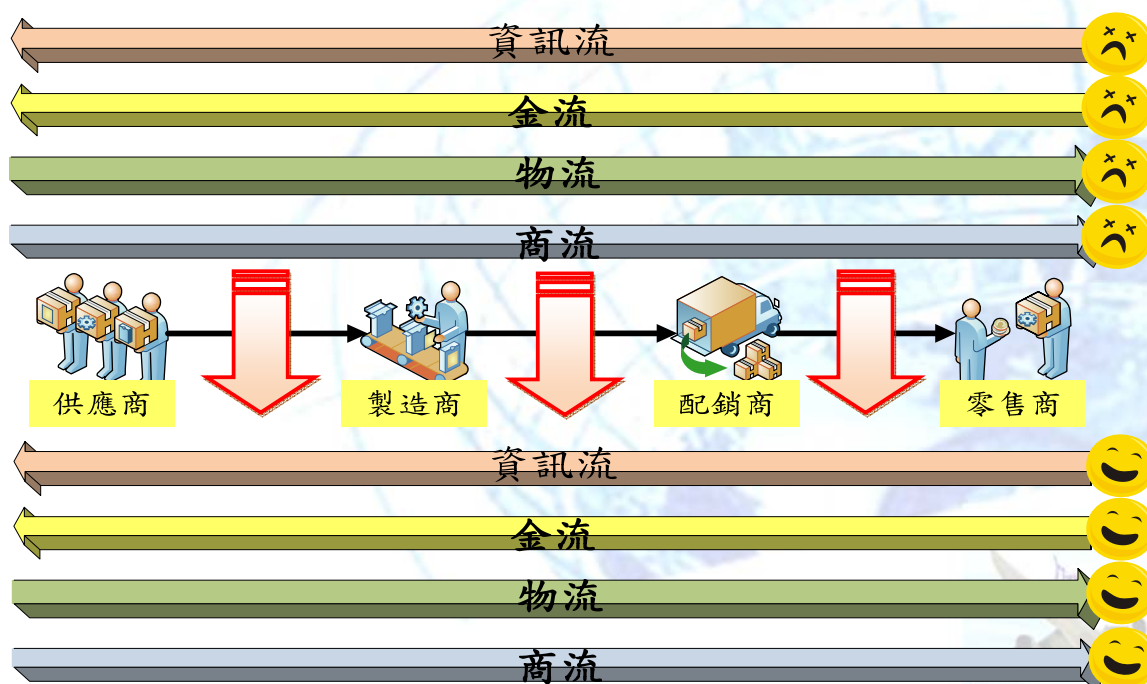 資訊流
金流
物流
商流
供應商 製造商 配銷商 零售商
資訊流
金流
物流
商流